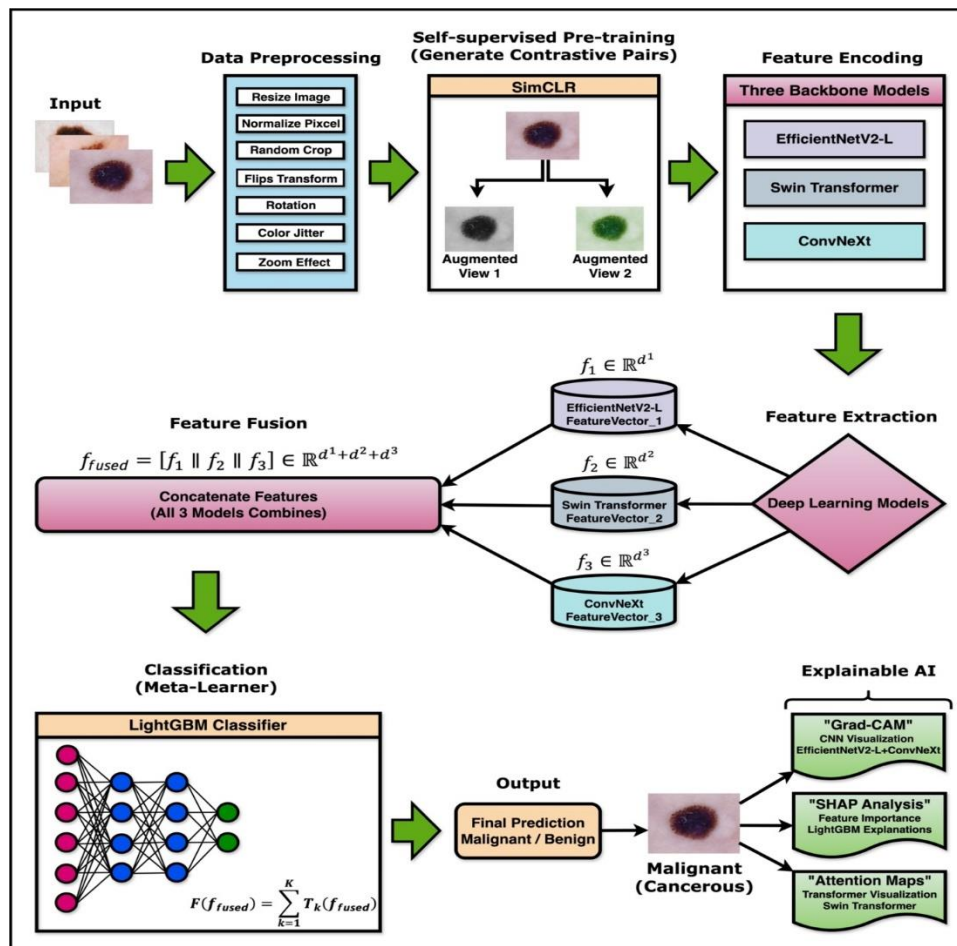 Input
Data Preprocessing
Resize Image
Normalize Pixcel
Random Crop
Flips Transform
Rotation
Color Jitter
Zoom Effect
Self-supervised Pre-training
(Generate Contrastive Pairs)
SimCLR
Augmented
View 1
Augmented
View 2
Feature Encoding
Three Backbone Models
EfficientNetV2-L
Swin Transformer
ConvNeXt
Feature Extraction
Deep Learning Models
f₁ ∈ ℝ^{d¹}
EfficientNetV2-L
FeatureVector_1
f₂ ∈ ℝ^{d²}
Swin Transformer
FeatureVector_2
f₃ ∈ ℝ^{d³}
ConvNeXt
FeatureVector_3
Feature Fusion
f_{fused} = [f₁ ∥ f₂ ∥ f₃] ∈ ℝ^{d¹+d²+d³}
Concatenate Features
(All 3 Models Combines)
Classification
(Meta-Learner)
LightGBM Classifier
F(f_{fused}) = ∑_{k=1}^{K} T_k(f_{fused})
Output
Final Prediction
Malignant / Benign
Malignant
(Cancerous)
Explainable AI
"Grad-CAM"
CNN Visualization
EfficientNetV2-L+ConvNeXt
"SHAP Analysis"
Feature Importance
LightGBM Explanations
"Attention Maps"
Transformer Visualization
Swin Transformer